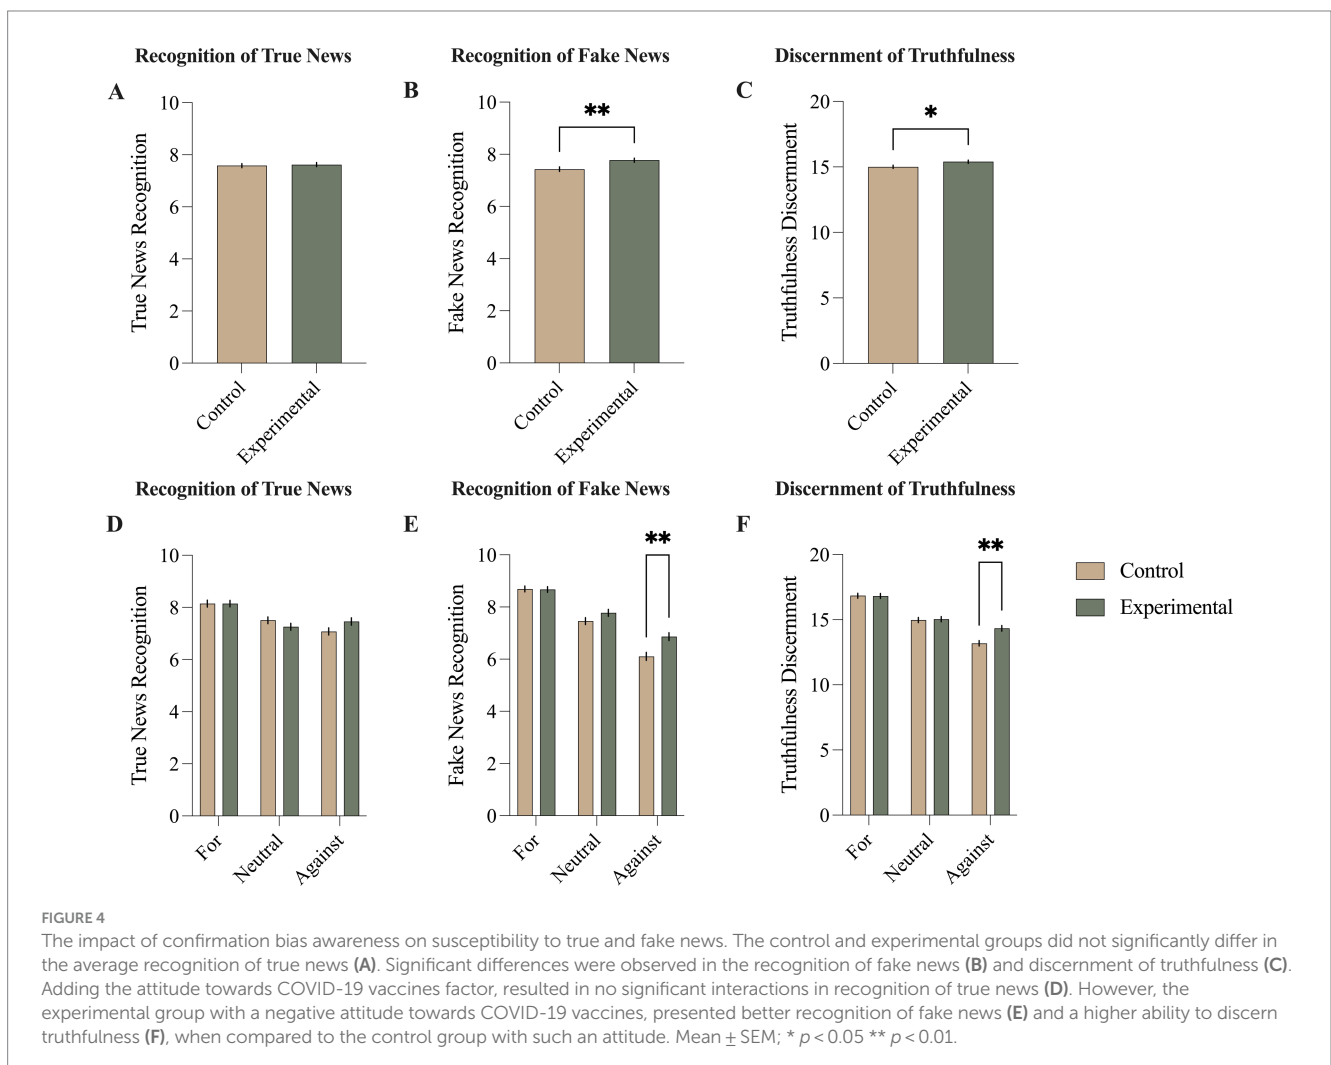 Recognition of True News
Recognition of Fake News
Discernment of Truthfulness
A
True News Recognition
10
8
6
4
2
0
Control
Experimental
B
Fake News Recognition
10
8
6
4
2
0
**
Control
Experimental
C
Truthfulness Discernment
20
15
10
5
0
*
Control
Experimental
Recognition of True News
Recognition of Fake News
Discernment of Truthfulness
D
True News Recognition
10
8
6
4
2
0
For
Neutral
Against
E
Fake News Recognition
10
8
6
4
2
0
**
For
Neutral
Against
F
Truthfulness Discernment
20
15
10
5
0
**
For
Neutral
Against
Control
Experimental
FIGURE 4
The impact of confirmation bias awareness on susceptibility to true and fake news. The control and experimental groups did not significantly differ in
the average recognition of true news (A). Significant differences were observed in the recognition of fake news (B) and discernment of truthfulness (C).
Adding the attitude towards COVID-19 vaccines factor, resulted in no significant interactions in recognition of true news (D). However, the
experimental group with a negative attitude towards COVID-19 vaccines, presented better recognition of fake news (E) and a higher ability to discern
truthfulness (F), when compared to the control group with such an attitude. Mean ± SEM; * p < 0.05 ** p < 0.01.